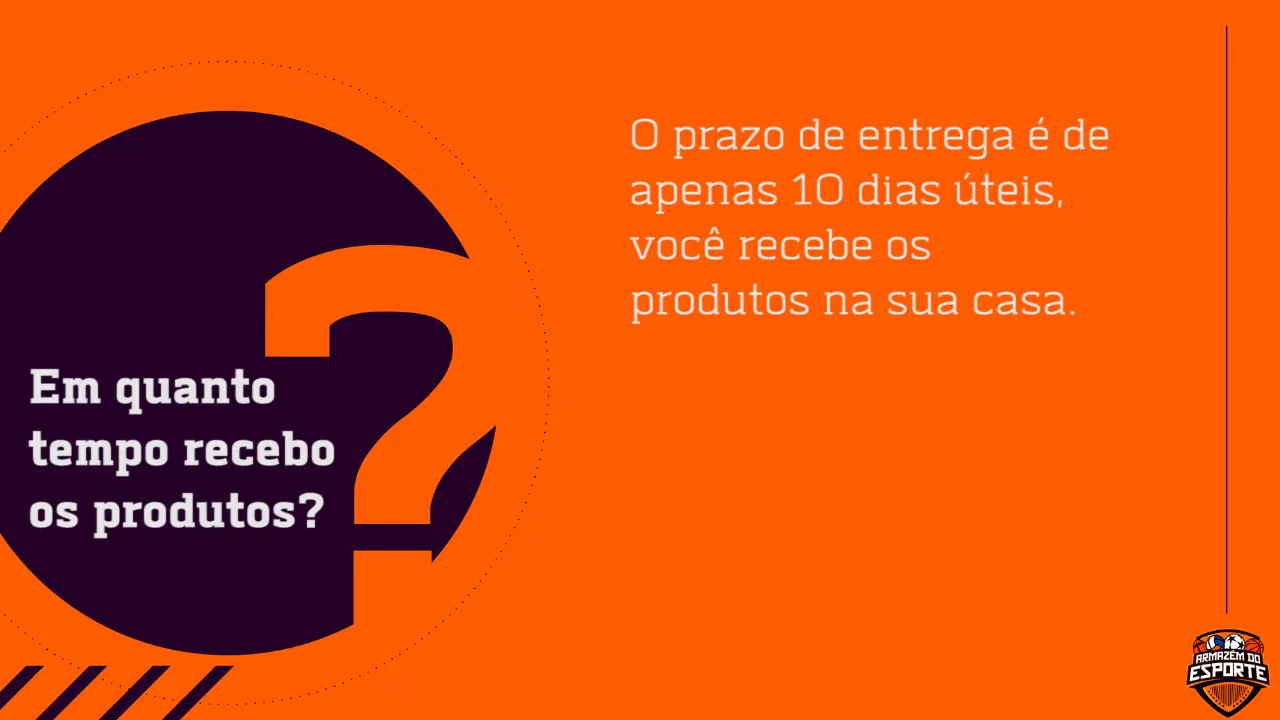 Em quanto
tempo recebo
os produtos?
O prazo de entrega é de
apenas 10 dias úteis,
você recebe os
produtos na sua casa.
ARMAZÉM DO
ESPORTE